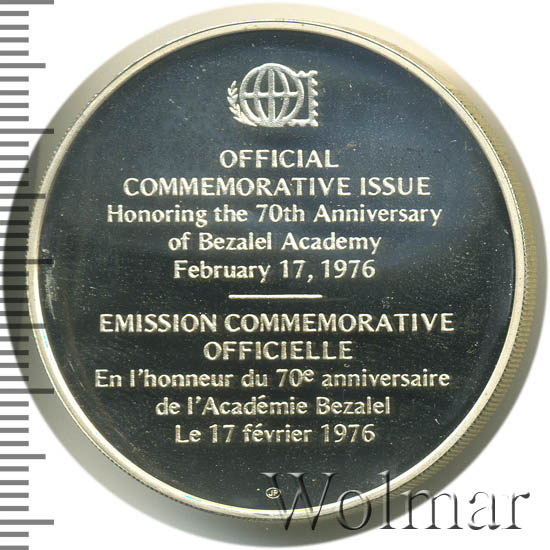 OFFICIAL
COMMEMORATIVE ISSUE
Honoring the 70th Anniversary
of Bezalel Academy
February 17, 1976
EMISSION COMMEMORATIVE
OFFICIELLE
En l'honneur du 70e anniversaire
de l'Académie Bezalel
Le 17 février 1976
JP
Wolmar